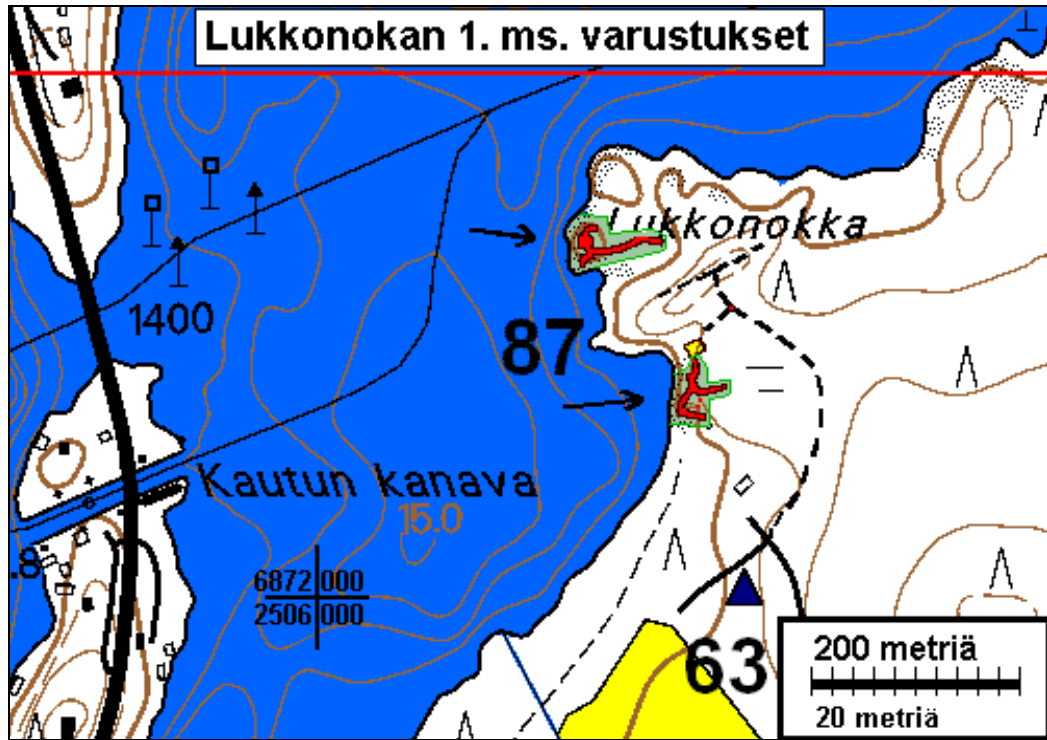 Lukkonokan 1. ms. varustukset
Lukkonokka
1400
87
Kautun kanava
15.0
.8
6872 000
2506 000
63
200 metriä
20 metriä